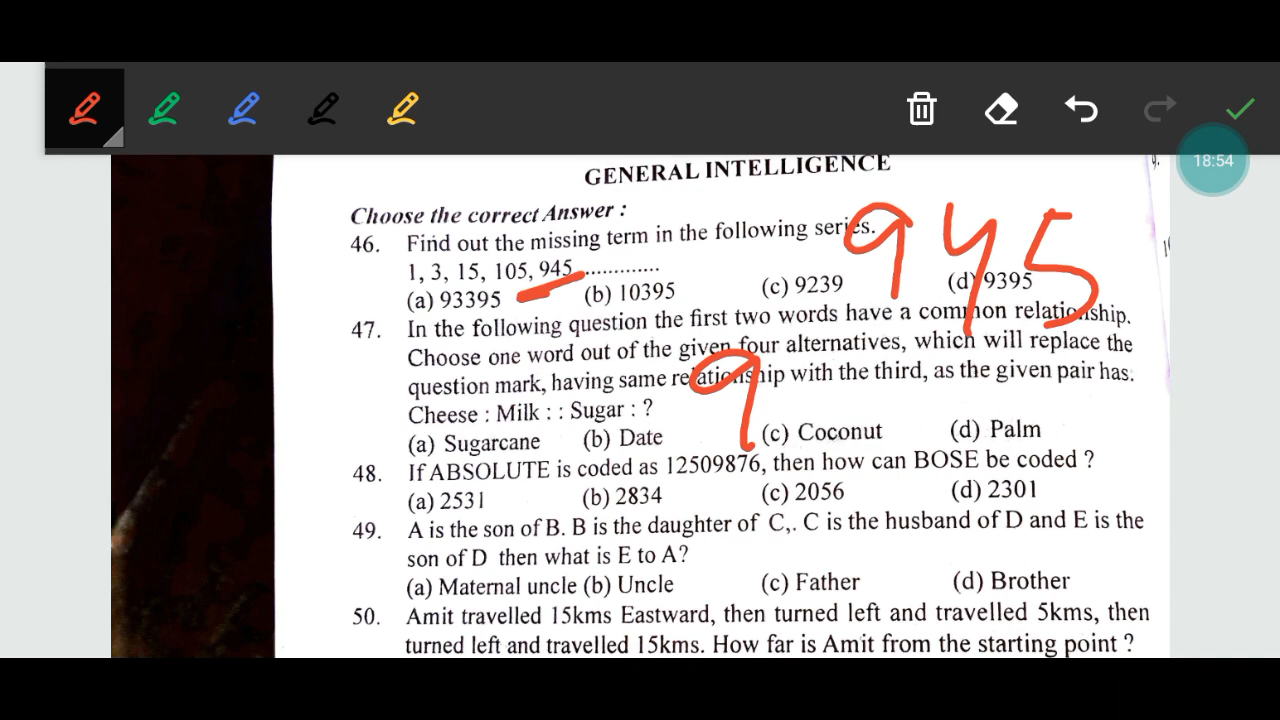 18:54
GENERAL INTELLIGENCE
Choose the correct Answer :
46. Find out the missing term in the following series.
1, 3, 15, 105, 945 .............
(a) 93395 (b) 10395 (c) 9239 (d) 9395
945
47. In the following question the first two words have a common relationship.
Choose one word out of the given four alternatives, which will replace the
question mark, having same relationship with the third, as the given pair has.
9
Cheese : Milk : : Sugar : ?
(a) Sugarcane (b) Date (c) Coconut (d) Palm
48. If ABSOLUTE is coded as 12509876, then how can BOSE be coded ?
(a) 2531 (b) 2834 (c) 2056 (d) 2301
49. A is the son of B. B is the daughter of C,. C is the husband of D and E is the
son of D then what is E to A?
(a) Maternal uncle (b) Uncle (c) Father (d) Brother
50. Amit travelled 15kms Eastward, then turned left and travelled 5kms, then
turned left and travelled 15kms. How far is Amit from the starting point ?